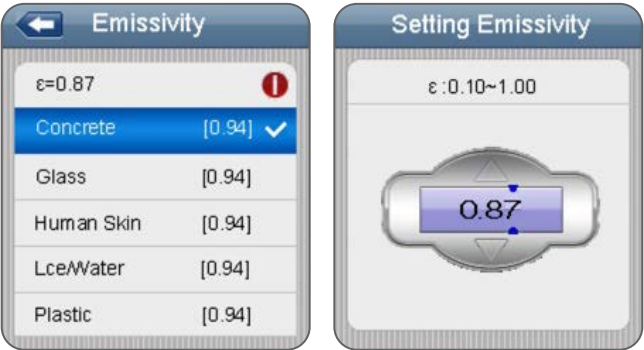 Emissivity
ε=0.87
Concrete [0.94]
Glass [0.94]
Human Skin [0.94]
Lce/Water [0.94]
Plastic [0.94]
Setting Emissivity
ε:0.10~1.00
0.87